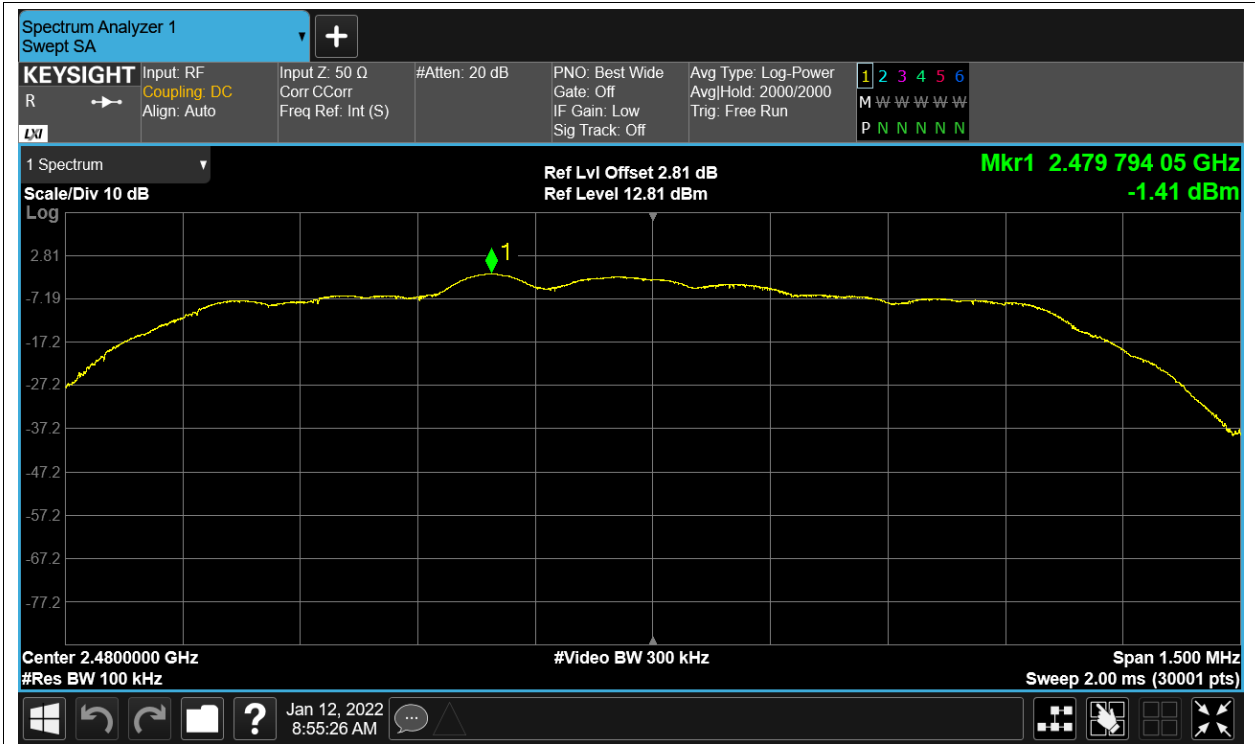 Spectrum Analyzer 1
Swept SA
KEYSIGHT
R
LXI
Input: RF
Coupling: DC
Align: Auto
Input Z: 50 Ω
Corr CCorr
Freq Ref: Int (S)
#Atten: 20 dB
PNO: Best Wide
Gate: Off
IF Gain: Low
Sig Track: Off
Avg Type: Log-Power
Avg|Hold: 2000/2000
Trig: Free Run
1 2 3 4 5 6
M W W W W W
P N N N N N
1 Spectrum
Scale/Div 10 dB
Log
Ref Lvl Offset 2.81 dB
Ref Level 12.81 dBm
Mkr1 2.479 794 05 GHz
-1.41 dBm
1
2.81
-7.19
-17.2
-27.2
-37.2
-47.2
-57.2
-67.2
-77.2
Center 2.4800000 GHz
#Video BW 300 kHz
Span 1.500 MHz
#Res BW 100 kHz
Sweep 2.00 ms (30001 pts)
?
Jan 12, 2022
8:55:26 AM